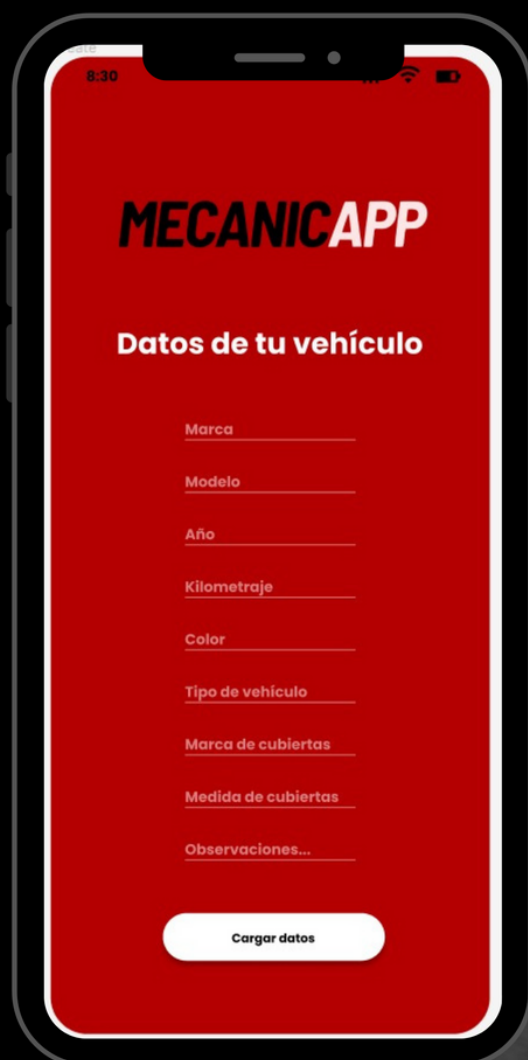 8:30
MECANICAPP
Datos de tu vehículo
Marca
Modelo
Año
Kilometraje
Color
Tipo de vehículo
Marca de cubiertas
Medida de cubiertas
Observaciones...
Cargar datos